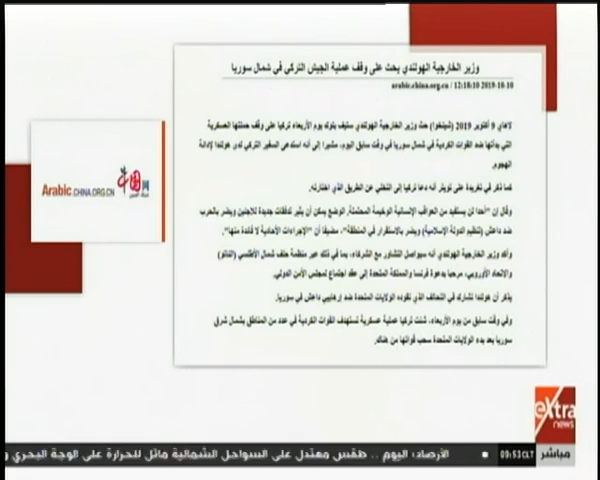 وزير الخارجية الهولندي يحث على وقف عملية الجيش التركي في شمال سوريا
arabic.china.org.cn / 12:18:10 2019-10-10
لاهاي 9 أكتوبر 2019 (شينخوا) حث وزير الخارجية الهولندي ستيف بلوك يوم الأربعاء تركيا على وقف حملتها العسكرية
التي بدأتها ضد القوات الكردية في شمال سوريا في وقت سابق اليوم، مشيرا إلى أنه استدعى السفير التركي لدى هولندا لإدانة
الهجوم.
كما ذكر في تغريدة على تويتر أنه دعا تركيا إلى التخلي عن الطريق الذي اختارته.
وقال إن "أحدا لن يستفيد من العواقب الإنسانية الوخيمة المحتملة. الوضع يمكن أن يثير تدفقات جديدة للاجئين ويضر بالحرب
ضد داعش (تنظيم الدولة الإسلامية) ويضر بالاستقرار في المنطقة"، مضيفا أن "الإجراءات الأحادية لا فائدة منها".
وأكد وزير الخارجية الهولندي أنه سيواصل التشاور مع الشركاء، بما في ذلك عبر منظمة حلف شمال الأطلسي (الناتو)
والاتحاد الأوروبي، مرحبا بدعوة فرنسا والمملكة المتحدة إلى عقد اجتماع لمجلس الأمن الدولي.
يذكر أن هولندا تشارك في التحالف الذي تقوده الولايات المتحدة ضد إرهابيي داعش في سوريا.
وفي وقت سابق من يوم الأربعاء، شنت تركيا عملية عسكرية تستهدف القوات الكردية في عدد من المناطق بشمال شرق
سوريا بعد بدء الولايات المتحدة سحب قواتها من هناك.
Arabic.CHINA.ORG.CN
中国网
eXtra
news
مباشر
09:53CLT
الأرصاد: اليوم .. طقس معتدل على السواحل الشمالية مائل للحرارة على الوجة البحري و